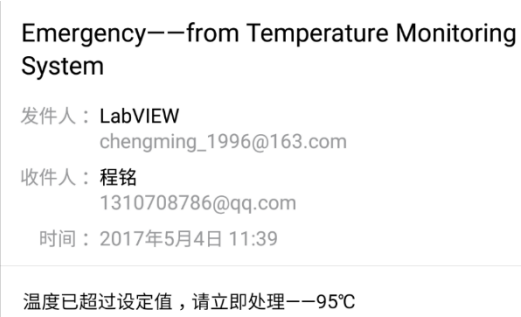 Emergency——from Temperature Monitoring
System
发件人： LabVIEW
chengming_1996@163.com
收件人： 程铭
1310708786@qq.com
时间： 2017年5月4日 11:39
温度已超过设定值，请立即处理——95℃